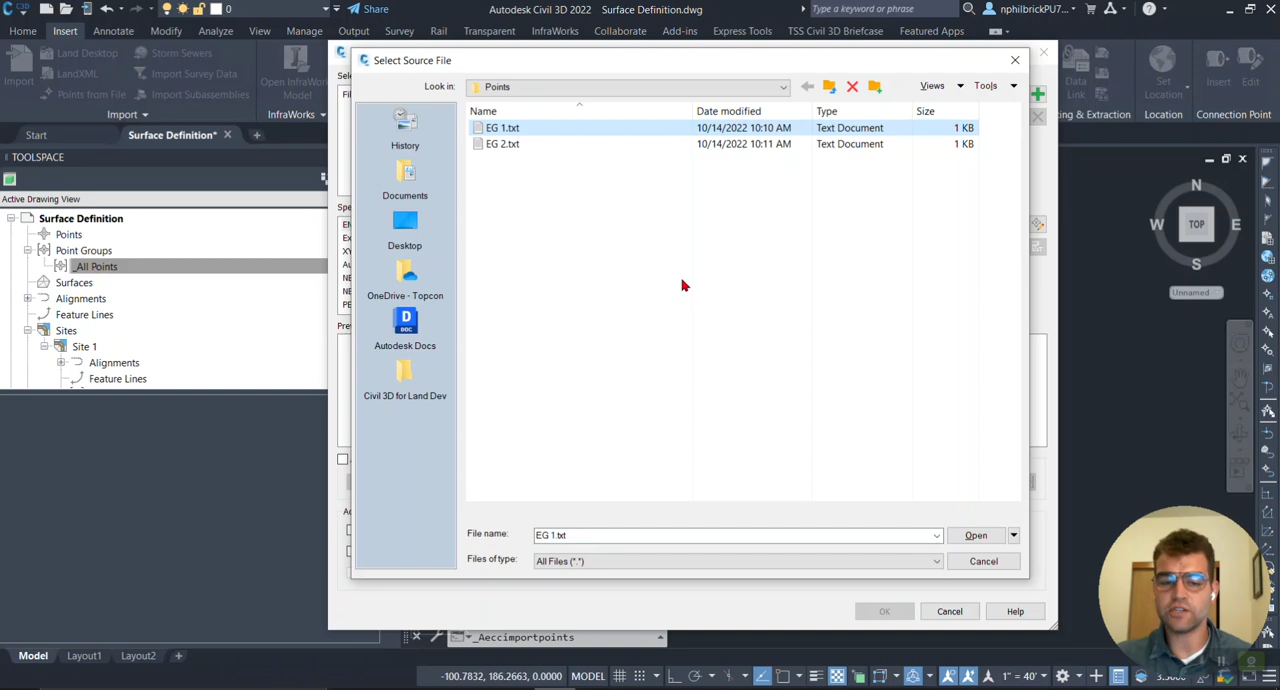 C3D 0 Share Autodesk Civil 3D 2022 Surface Definition.dwg Type a keyword or phrase nphilbrickPU7...
Home Insert Annotate Modify Analyze View Manage Output Survey Rail Transparent InfraWorks Collaborate Add-ins Express Tools TSS Civil 3D Briefcase Featured Apps
Import
Land Desktop
LandXML
Points from File
Storm Sewers
Import Survey Data
Import Subassemblies
Open InfraWorks
Model
Import
InfraWorks
Data
Link
Set
Location
Insert
Edit
& Extraction
Location
Connection Point
Start Surface Definition*
TOOLSPACE
Active Drawing View
Surface Definition
Points
Point Groups
_All Points
Surfaces
Alignments
Feature Lines
Sites
Site 1
Alignments
Feature Lines
Select Source File
Look in: Points Views Tools
Name Date modified Type Size
EG 1.txt 10/14/2022 10:10 AM Text Document 1 KB
EG 2.txt 10/14/2022 10:11 AM Text Document 1 KB
History
Documents
Desktop
OneDrive - Topcon
DOC
Autodesk Docs
Civil 3D for Land Dev
File name: EG 1.txt Open
Files of type: All Files (*.*) Cancel
OK Cancel Help
N
W TOP E
S
Unnamed
_Aeccimportpoints
Model Layout1 Layout2
-100.7832, 186.2663, 0.0000 MODEL 1" = 40'